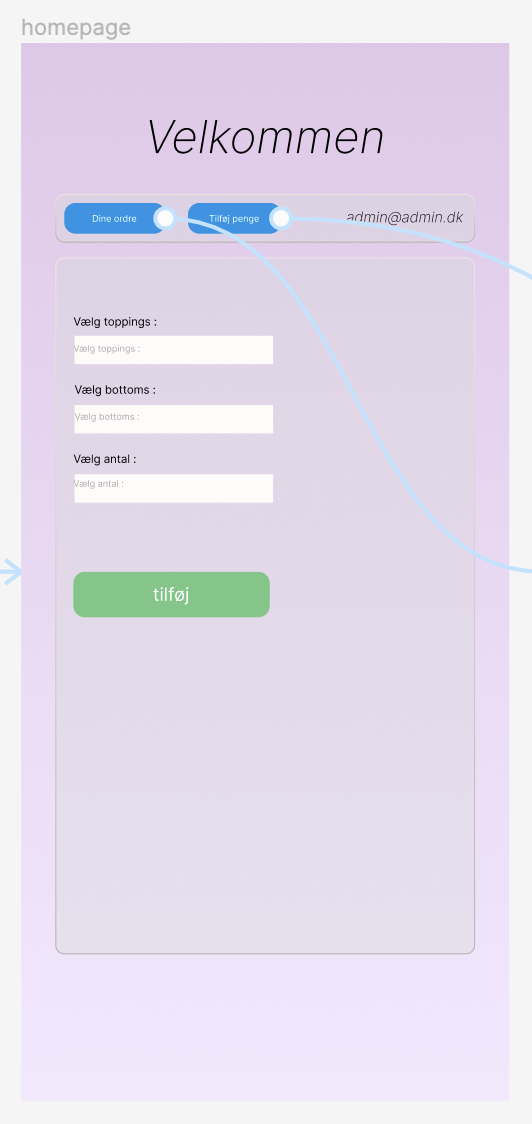 homepage
Velkommen
Dine ordre
Tilføj penge
admin@admin.dk
Vælg toppings :
Vælg toppings :
Vælg bottoms :
Vælg bottoms :
Vælg antal :
Vælg antal :
tilføj